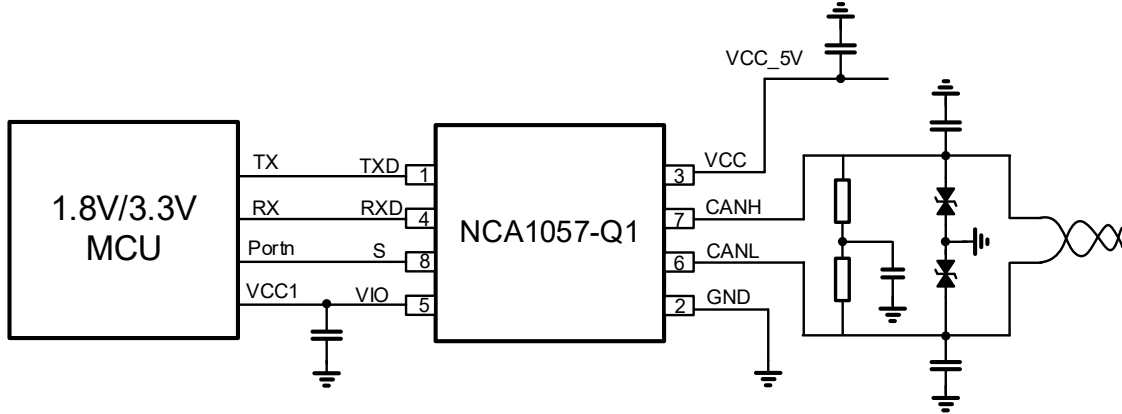 VCC_5V
1.8V/3.3V
MCU
TX
TXD
1
RX
RXD
4
Portn
S
8
VCC1
VIO
5
NCA1057-Q1
3
VCC
7
CANH
6
CANL
2
GND